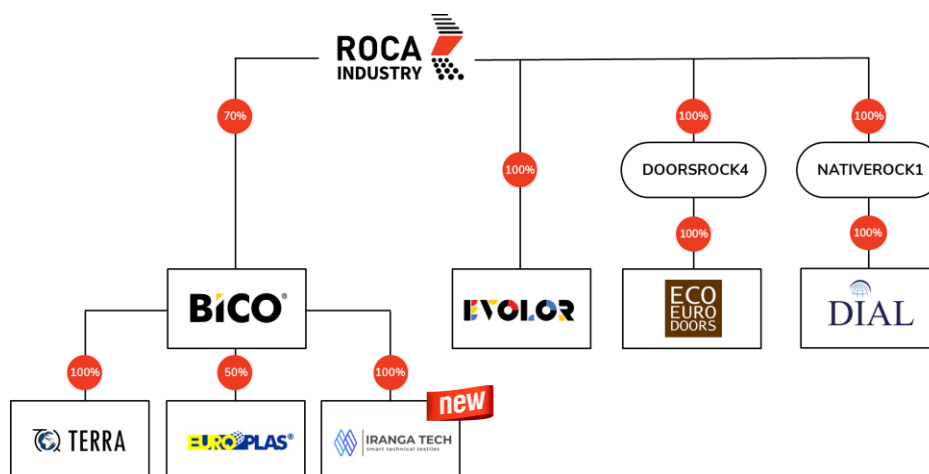 ROCA
INDUSTRY
70%
100%
100%
100%
DOORSROCK4
NATIVEROCK1
100%
100%
BICO®
EVOLOR
ECO
EURO
DOORS
DIAL
100%
50%
100%
new
TERRA
EUROPLAS®
IRANGA TECH
smart technical textiles